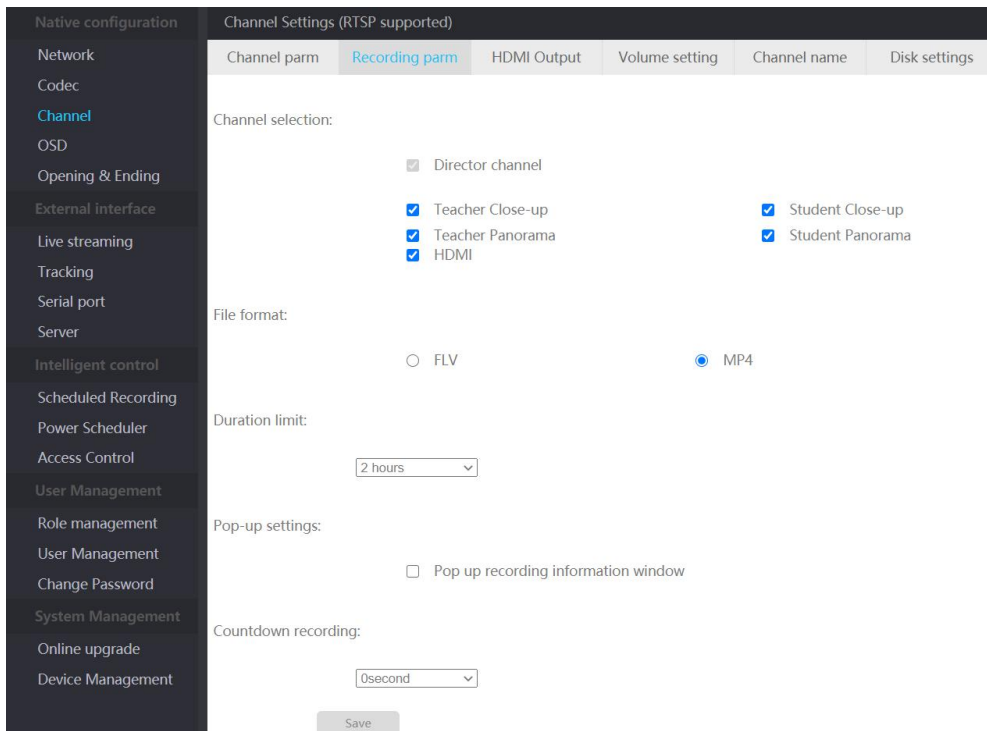 Native configuration
Network
Codec
Channel
OSD
Opening & Ending
External interface
Live streaming
Tracking
Serial port
Server
Intelligent control
Scheduled Recording
Power Scheduler
Access Control
User Management
Role management
User Management
Change Password
System Management
Online upgrade
Device Management
Channel Settings (RTSP supported)
Channel parm Recording parm HDMI Output Volume setting Channel name Disk settings
Channel selection:
Director channel
Teacher Close-up Student Close-up
Teacher Panorama Student Panorama
HDMI
File format:
FLV MP4
Duration limit:
2 hours
Pop-up settings:
Pop up recording information window
Countdown recording:
0second
Save